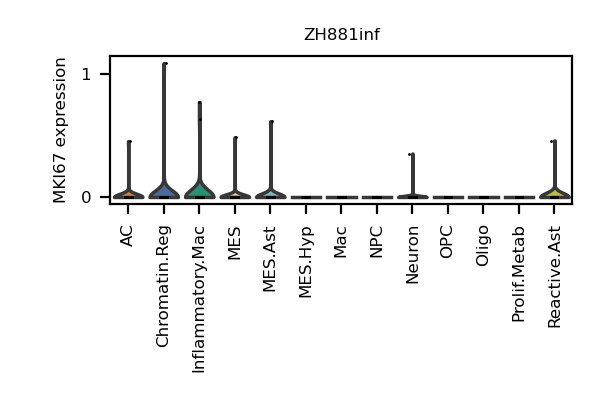 ZH881inf
MKI67 expression
1
0
AC
Chromatin.Reg
Inflammatory.Mac
MES
MES.Ast
MES.Hyp
Mac
NPC
Neuron
OPC
Oligo
Prolif.Metab
Reactive.Ast